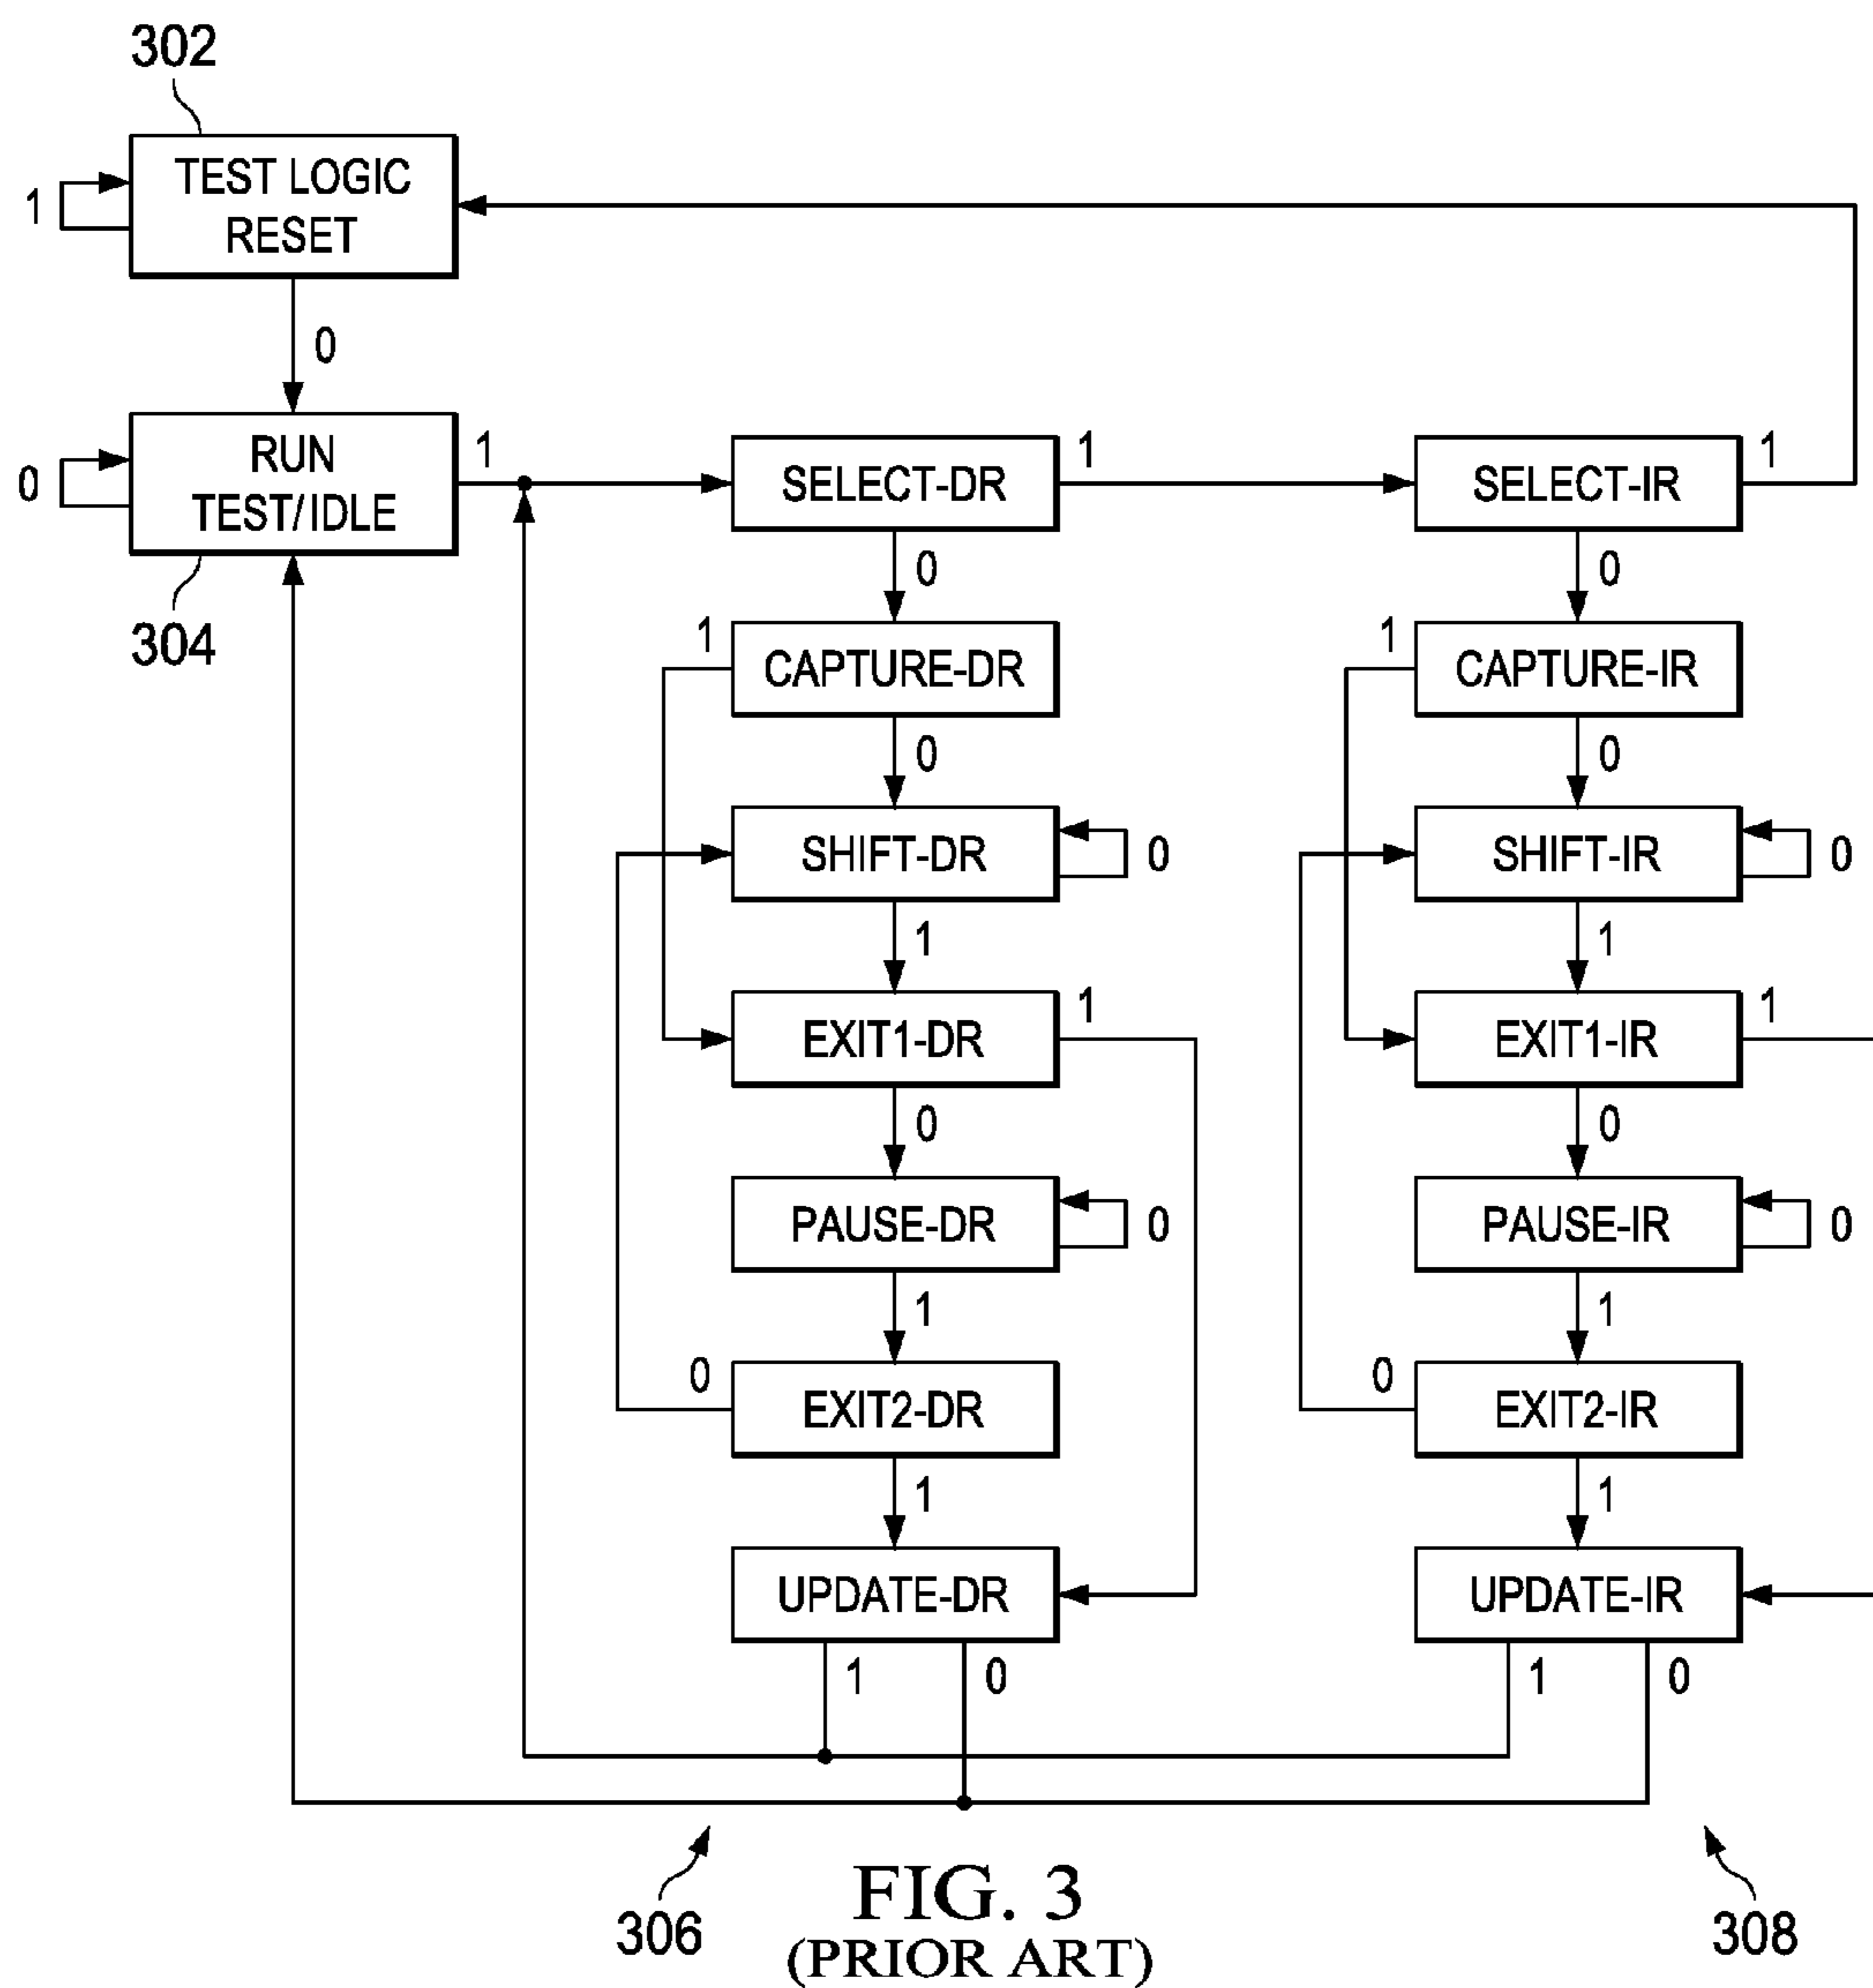 302
TEST LOGIC
RESET
1
0
RUN
TEST/IDLE
1
0
304
SELECT-DR
1
SELECT-IR
1
0
0
1
CAPTURE-DR
1
CAPTURE-IR
0
0
SHIFT-DR
0
SHIFT-IR
0
1
1
EXIT1-DR
1
EXIT1-IR
1
0
0
PAUSE-DR
0
PAUSE-IR
0
1
1
0
EXIT2-DR
0
EXIT2-IR
1
1
UPDATE-DR
UPDATE-IR
1
0
1
0
306
FIG. 3
(PRIOR ART)
308